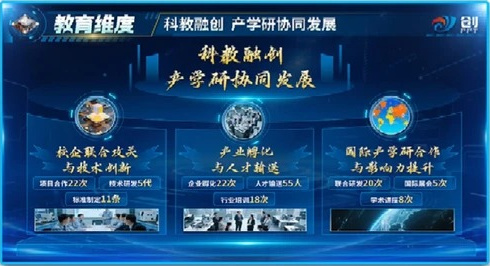 教育维度
科教融创 产学研协同发展
创
科教融创
产学研协同发展
校企联合攻关
与技术创新
项目合作22次
技术研发5代
标准制定11条
产业孵化
与人才输送
企业孵化22次
人才输送55人
行业培训18次
国际产学研合作
与影响力提升
联合研发20次
国际展会5次
学术讲座8次